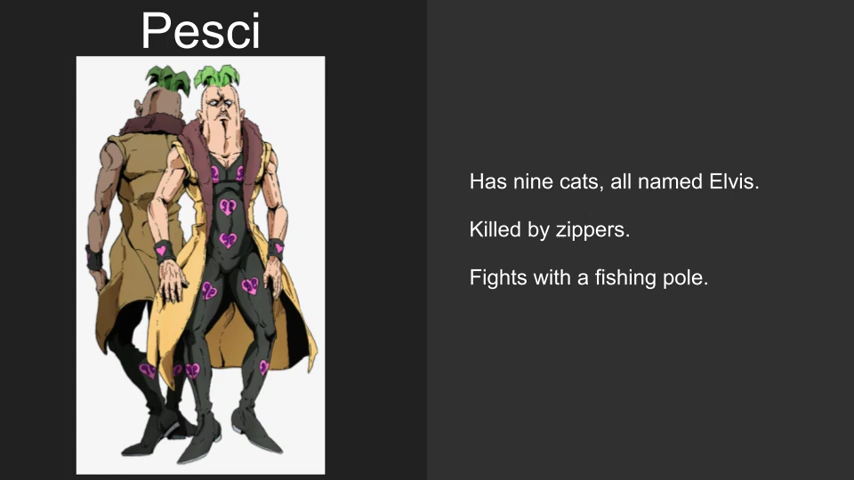 Pesci
Has nine cats, all named Elvis.
Killed by zippers.
Fights with a fishing pole.